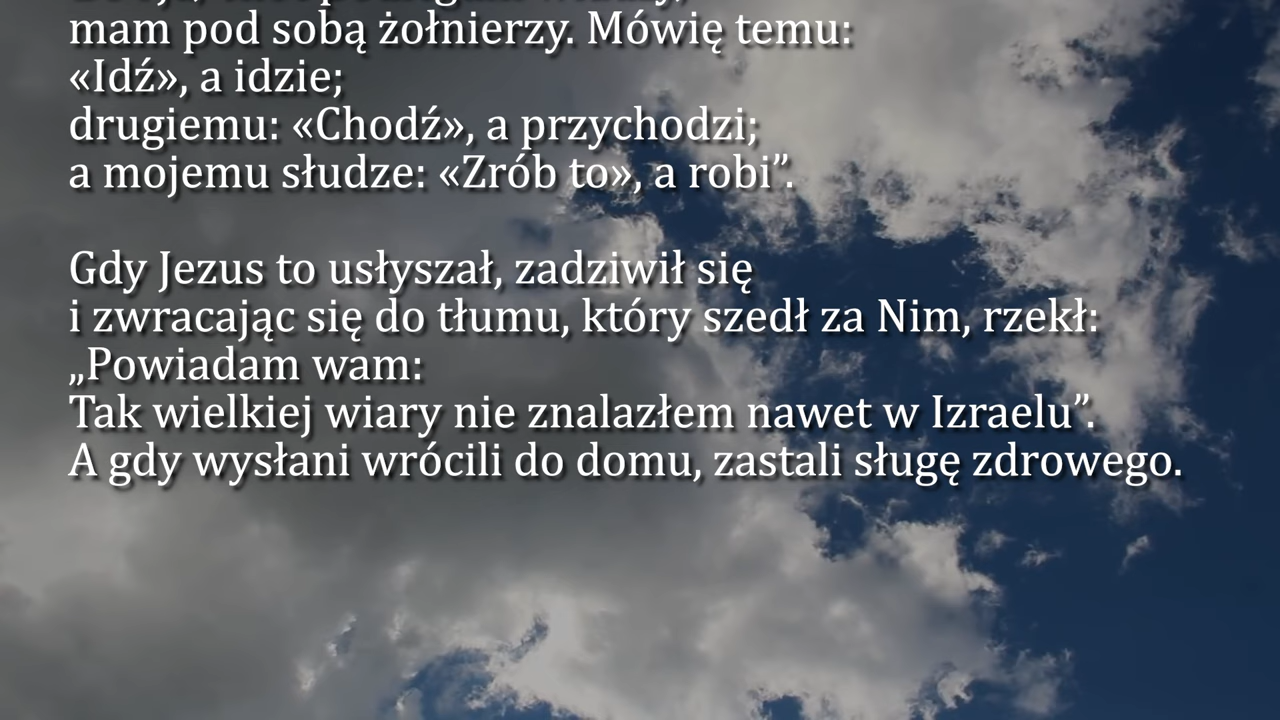 mam pod sobą żołnierzy. Mówię temu:
«Idź», a idzie;
drugiemu: «Chodź», a przychodzi;
a mojemu słudze: «Zrób to», a robi”.
Gdy Jezus to usłyszał, zadziwił się
i zwracając się do tłumu, który szedł za Nim, rzekł:
„Powiadam wam:
Tak wielkiej wiary nie znalazłem nawet w Izraelu”.
A gdy wysłani wrócili do domu, zastali sługę zdrowego.